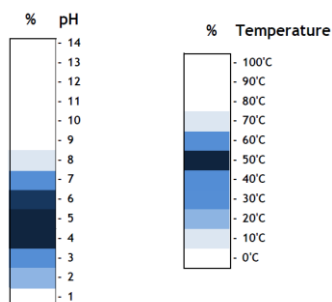 % pH
- 14
- 13
- 12
- 11
- 10
- 9
- 8
- 7
- 6
- 5
- 4
- 3
- 2
- 1
% Temperature
- 100°C
- 90°C
- 80°C
- 70°C
- 60°C
- 50°C
- 40°C
- 30°C
- 20°C
- 10°C
- 0°C